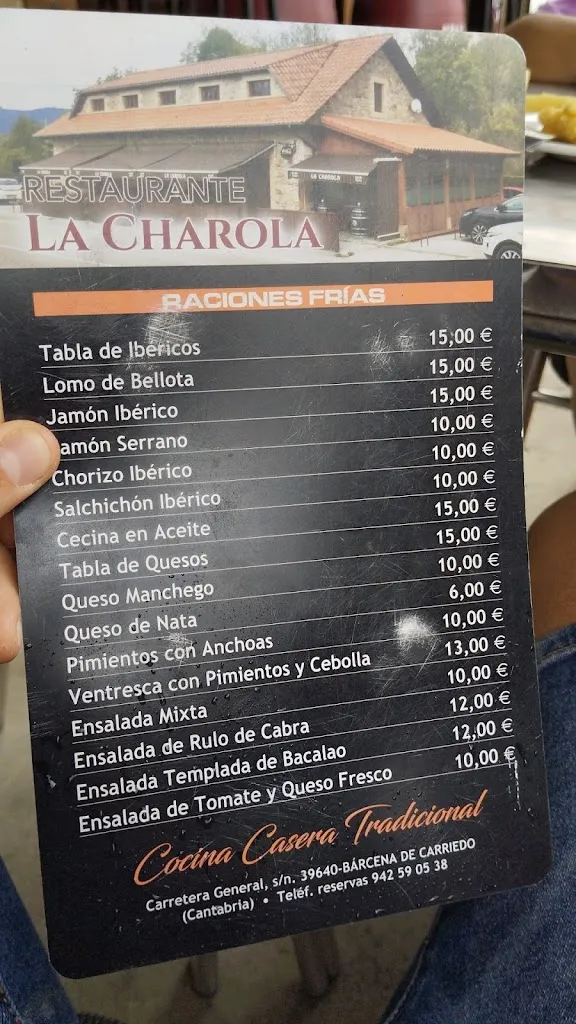 RESTAURANTE
LA CHAROLA
RACIONES FRÍAS
Tabla de Ibéricos 15,00 €
Lomo de Bellota 15,00 €
Jamón Ibérico 15,00 €
amón Serrano 10,00 €
Chorizo Ibérico 10,00 €
Salchichón Ibérico 10,00 €
Cecina en Aceite 15,00 €
Tabla de Quesos 15,00 €
Queso Manchego 10,00 €
Queso de Nata 6,00 €
Pimientos con Anchoas 10,00 €
Ventresca con Pimientos y Cebolla 13,00 €
Ensalada Mixta 10,00 €
Ensalada de Rulo de Cabra 12,00 €
Ensalada Templada de Bacalao 12,00 €
Ensalada de Tomate y Queso Fresco 10,00 €
Cocina Casera Tradicional
Carretera General, s/n. 39640-BÁRCENA DE CARRIEDO
(Cantabria) • Teléf. reservas 942 59 05 38